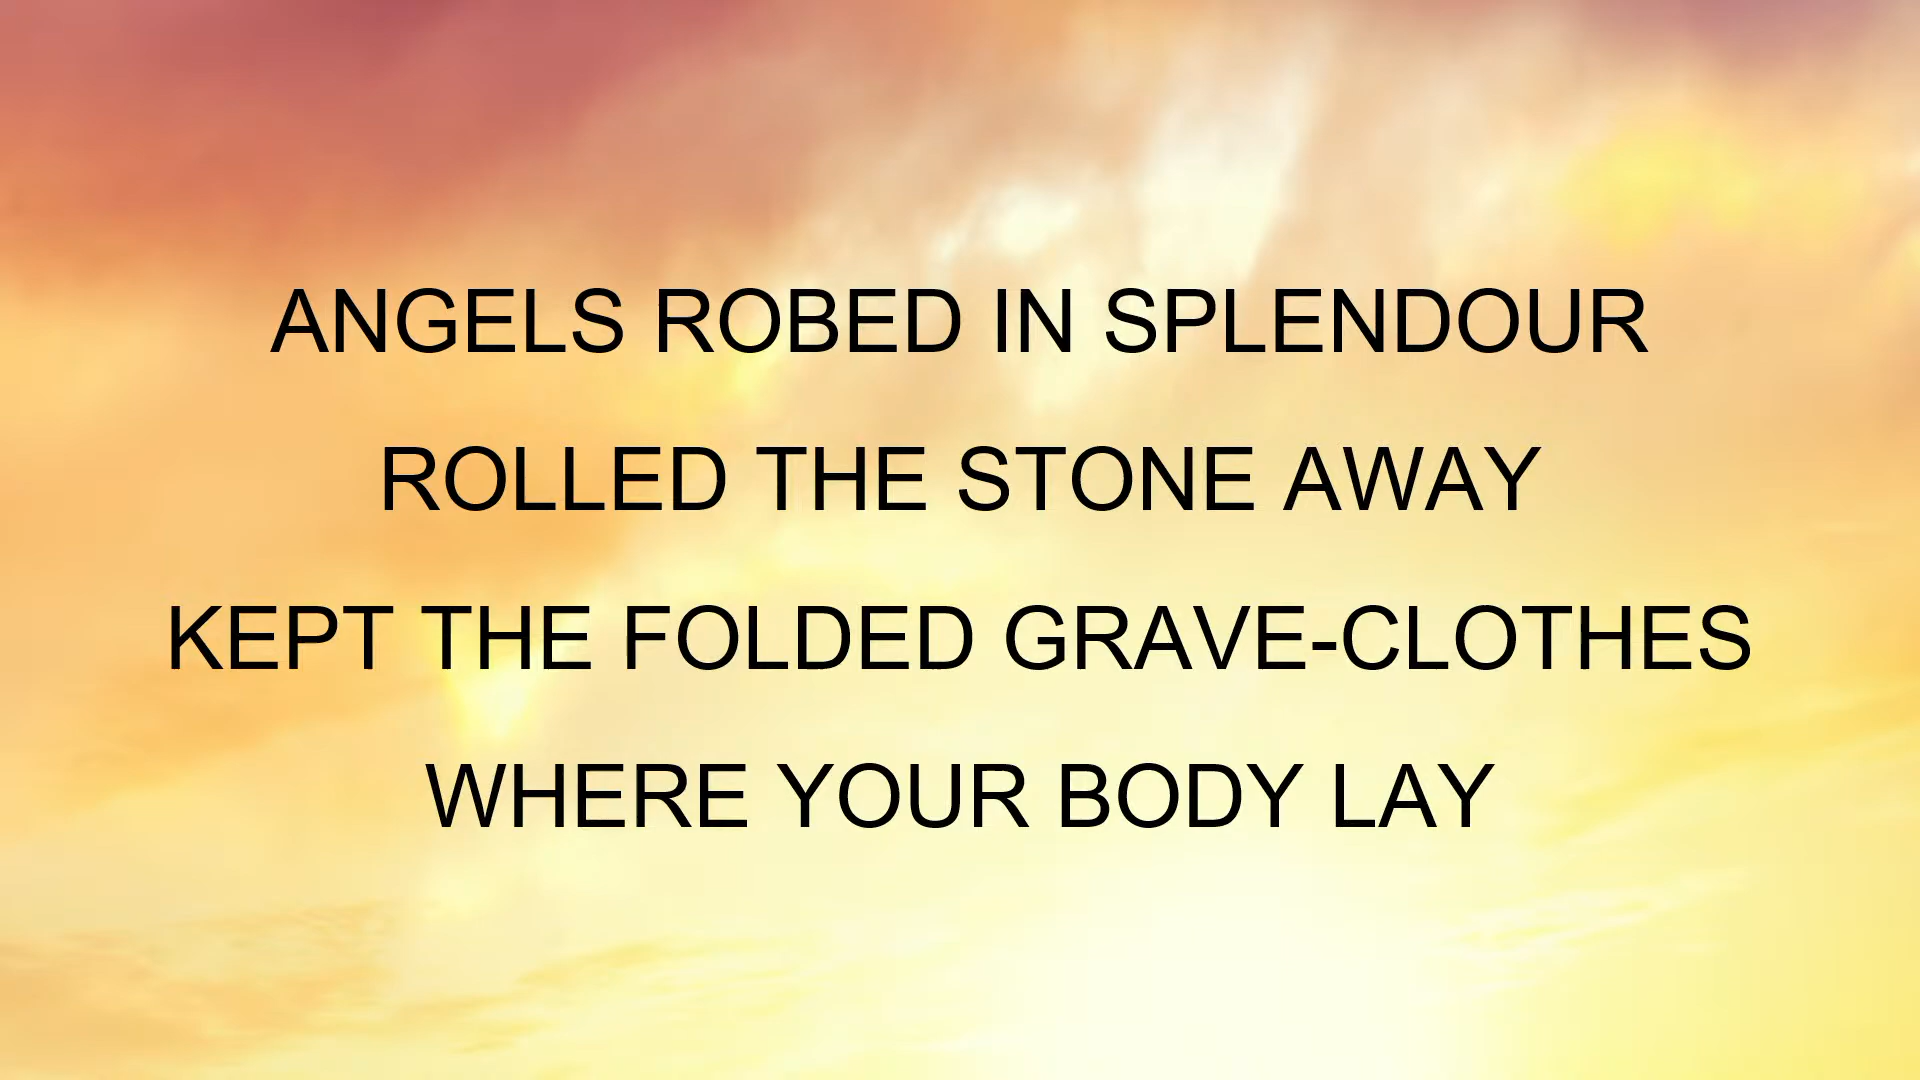 ANGELS ROBED IN SPLENDOUR
ROLLED THE STONE AWAY
KEPT THE FOLDED GRAVE-CLOTHES
WHERE YOUR BODY LAY